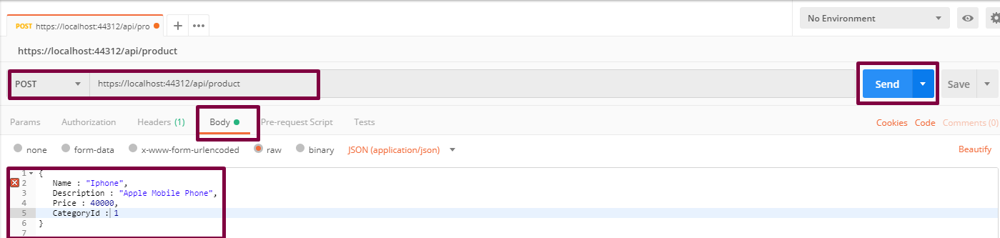 POST https://localhost:44312/api/pro
No Environment
https://localhost:44312/api/product
POST https://localhost:44312/api/product Send Save
Params Authorization Headers (1) Body Pre-request Script Tests Cookies Code Comments (0)
none form-data x-www-form-urlencoded raw binary JSON (application/json) Beautify
1 {
2 Name : "Iphone",
3 Description : "Apple Mobile Phone",
4 Price : 40000,
5 CategoryId : 1
6 }
7